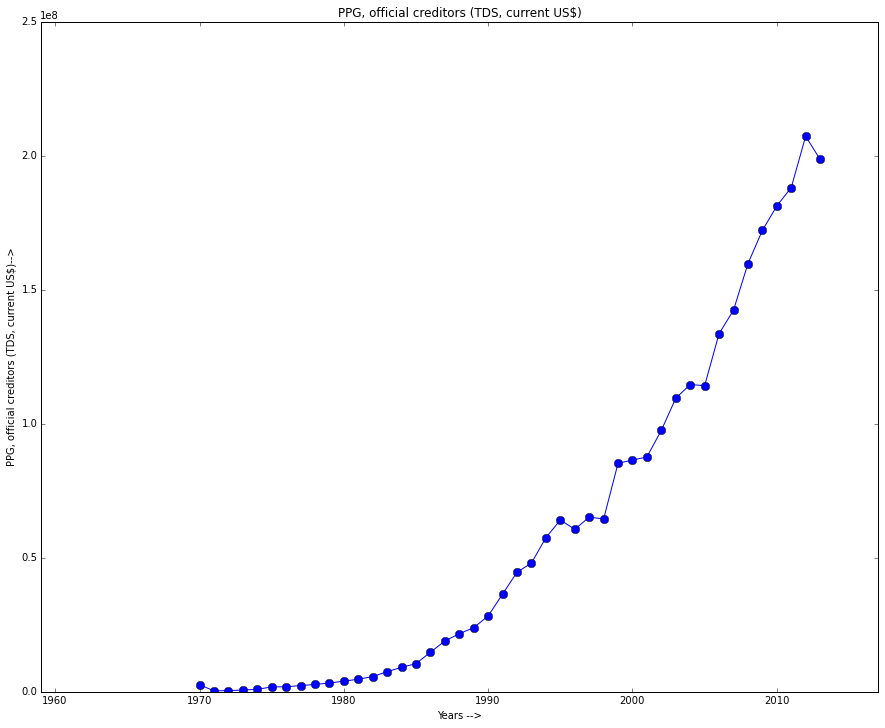 PPG, official creditors (TDS, current US$)
1e8
2.5
2.0
1.5
1.0
0.5
0.0
PPG, official creditors (TDS, current US$)-->
1960 1970 1980 1990 2000 2010
Years -->